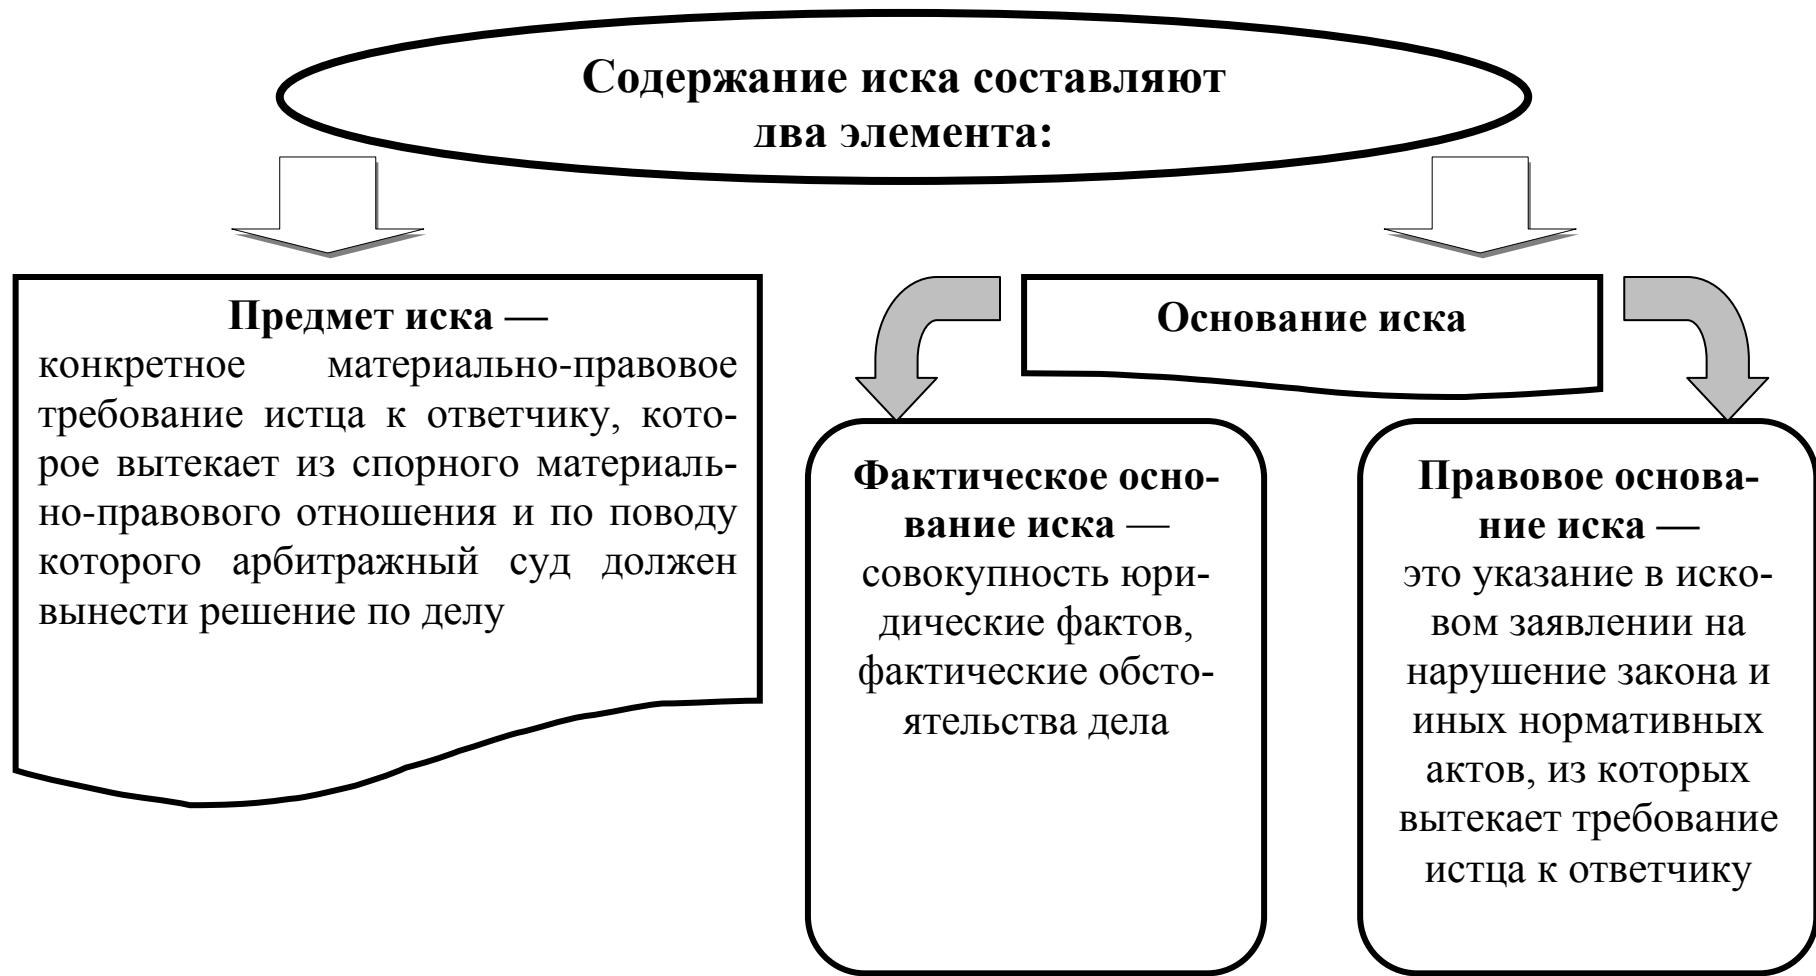 Содержание иска составляют
два элемента:
Предмет иска —
конкретное материально-правовое
требование истца к ответчику, кото-
рое вытекает из спорного материаль-
но-правового отношения и по поводу
которого арбитражный суд должен
вынести решение по делу
Основание иска
Фактическое осно-
вание иска —
совокупность юри-
дические фактов,
фактические обсто-
ятельства дела
Правовое основа-
ние иска —
это указание в иско-
вом заявлении на
нарушение закона и
иных нормативных
актов, из которых
вытекает требование
истца к ответчику